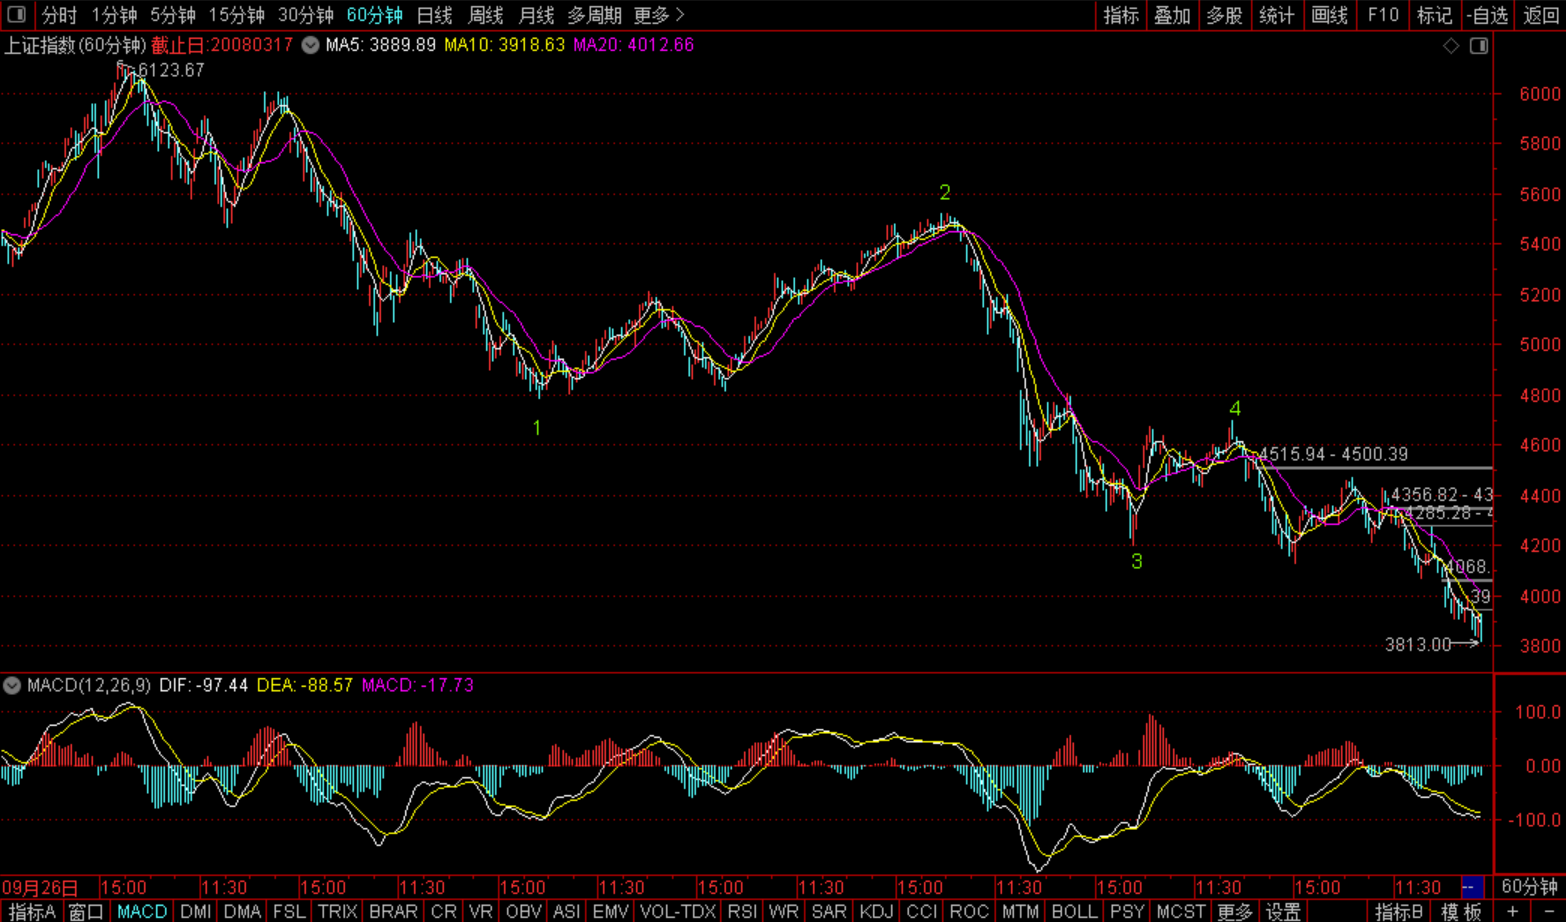 分时 1分钟 5分钟 15分钟 30分钟 60分钟 日线 周线 月线 多周期 更多 > 指标 叠加 多股 统计 画线 F10 标记 -自选 返回
上证指数(60分钟) 截止日:20080317 MA5: 3889.89 MA10: 3918.63 MA20: 4012.66
6123.67
6000
5800
2
5600
5400
5200
5000
4800
4
1
4600
4515.94 - 4500.39
4400
4356.82 - 43
4285.28 - 4
4200
3
4068.
4000
39
3813.00
3800
MACD(12,26,9) DIF: -97.44 DEA: -88.57 MACD: -17.73
100.0
0.00
-100.0
09月26日 15:00 11:30 15:00 11:30 15:00 11:30 15:00 11:30 15:00 11:30 15:00 11:30 15:00 11:30 -- 60分钟
指标A 窗口 MACD DMI DMA FSL TRIX BRAR CR VR OBV ASI EMV VOL-TDX RSI WR SAR KDJ CCI ROC MTM BOLL PSY MCST 更多 设置 指标B 模板 + -